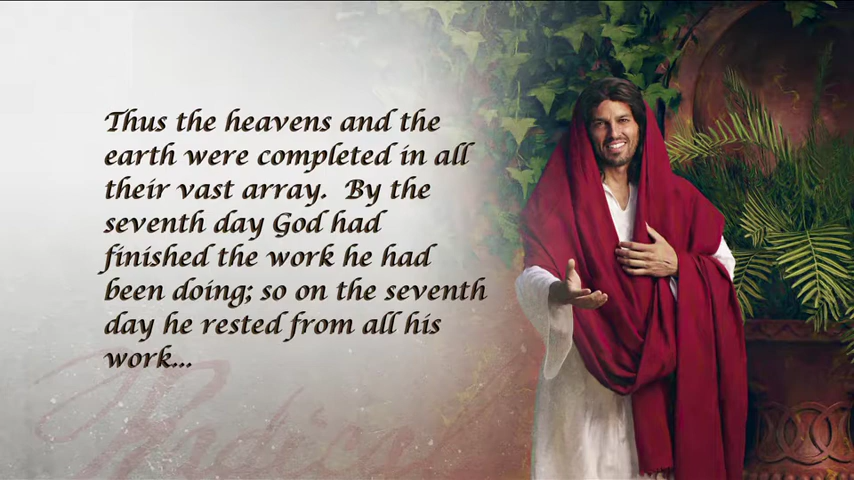 Thus the heavens and the
earth were completed in all
their vast array.  By the
seventh day God had
finished the work he had
been doing; so on the seventh
day he rested from all his
work...
Radical